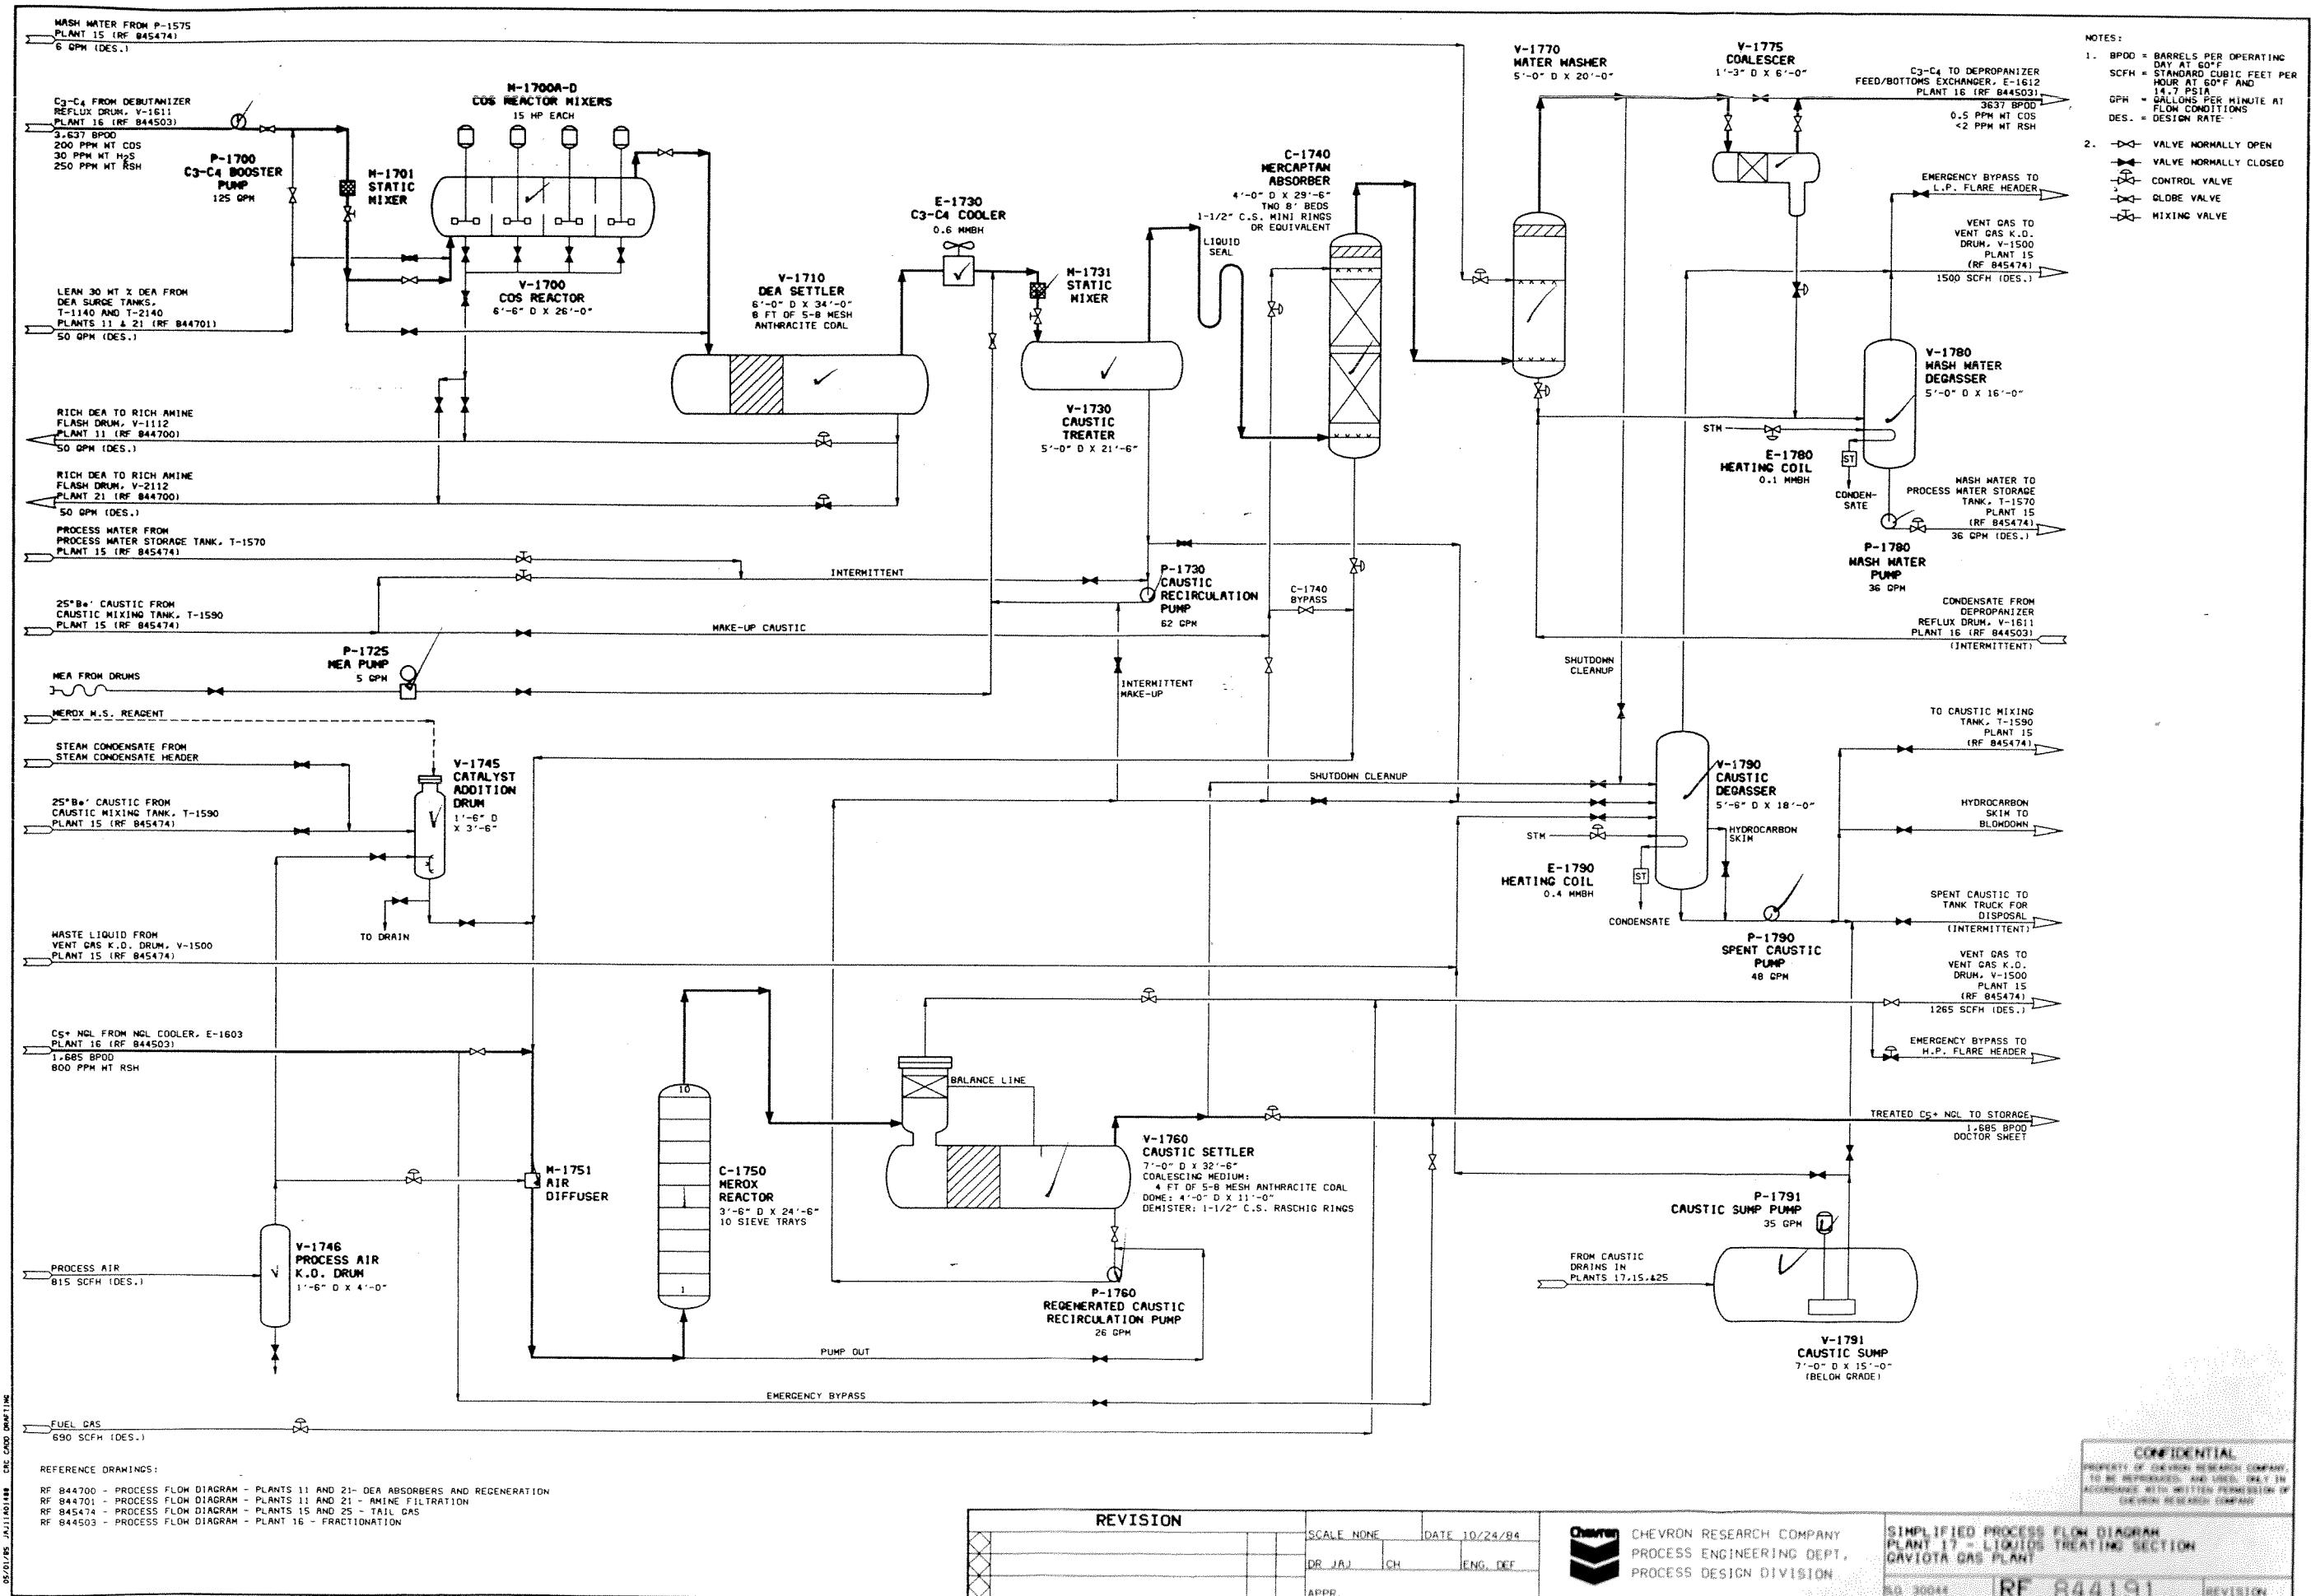 WASH WATER FROM P-1575
PLANT 15 (RF 845474)
6 GPM (DES.)
C3-C4 FROM DEBUTANIZER
REFLUX DRUM, V-1611
PLANT 16 (RF 844503)
3,637 BPOD
200 PPM WT COS
30 PPM WT H2S
250 PPM WT RSH
P-1700
C3-C4 BOOSTER
PUMP
125 GPM
M-1701
STATIC
MIXER
M-1700A-D
COS REACTOR MIXERS
15 HP EACH
V-1700
COS REACTOR
6'-6" D X 26'-0"
LEAN 30 WT % DEA FROM
DEA SURGE TANKS,
T-1140 AND T-2140
PLANTS 11 & 21 (RF 844701)
50 GPM (DES.)
V-1710
DEA SETTLER
6'-0" D X 34'-0"
8 FT OF 5-8 MESH
ANTHRACITE COAL
E-1730
C3-C4 COOLER
0.6 MMBH
M-1731
STATIC
MIXER
V-1730
CAUSTIC
TREATER
5'-0" D X 21'-6"
LIQUID
SEAL
C-1740
MERCAPTAN
ABSORBER
4'-0" D X 29'-6"
TWO 8' BEDS
1-1/2" C.S. MINI RINGS
OR EQUIVALENT
V-1770
WATER WASHER
5'-0" D X 20'-0"
V-1775
COALESCER
1'-3" D X 6'-0"
C3-C4 TO DEPROPANIZER
FEED/BOTTOMS EXCHANGER, E-1612
PLANT 16 (RF 844503)
3637 BPOD
0.5 PPM WT COS
<2 PPM WT RSH
NOTES:
1. BPOD = BARRELS PER OPERATING
DAY AT 60°F
SCFH = STANDARD CUBIC FEET PER
HOUR AT 60°F AND
14.7 PSIA
GPM = GALLONS PER MINUTE AT
FLOW CONDITIONS
DES. = DESIGN RATE
2. VALVE NORMALLY OPEN
VALVE NORMALLY CLOSED
CONTROL VALVE
GLOBE VALVE
MIXING VALVE
EMERGENCY BYPASS TO
L.P. FLARE HEADER
VENT GAS TO
VENT GAS K.O.
DRUM, V-1500
PLANT 15
(RF 845474)
1500 SCFH (DES.)
V-1780
WASH WATER
DEGASSER
5'-0" D X 16'-0"
STM
E-1780
HEATING COIL
0.1 MMBH
ST
CONDEN-
SATE
WASH WATER TO
PROCESS WATER STORAGE
TANK, T-1570
PLANT 15
(RF 845474)
36 GPM (DES.)
P-1780
WASH WATER
PUMP
36 GPM
CONDENSATE FROM
DEPROPANIZER
REFLUX DRUM, V-1611
PLANT 16 (RF 844503)
(INTERMITTENT)
RICH DEA TO RICH AMINE
FLASH DRUM, V-1112
PLANT 11 (RF 844700)
50 GPM (DES.)
RICH DEA TO RICH AMINE
FLASH DRUM, V-2112
PLANT 21 (RF 844700)
50 GPM (DES.)
PROCESS WATER FROM
PROCESS WATER STORAGE TANK, T-1570
PLANT 15 (RF 845474)
INTERMITTENT
25°Be' CAUSTIC FROM
CAUSTIC MIXING TANK, T-1590
PLANT 15 (RF 845474)
MAKE-UP CAUSTIC
P-1730
CAUSTIC
RECIRCULATION
PUMP
62 GPM
C-1740
BYPASS
P-1725
MEA PUMP
5 GPM
MEA FROM DRUMS
INTERMITTENT
MAKE-UP
SHUTDOWN
CLEANUP
MEROX W.S. REAGENT
STEAM CONDENSATE FROM
STEAM CONDENSATE HEADER
25°Be' CAUSTIC FROM
CAUSTIC MIXING TANK, T-1590
PLANT 15 (RF 845474)
V-1745
CATALYST
ADDITION
DRUM
1'-6" D
X 3'-6"
TO DRAIN
SHUTDOWN CLEANUP
V-1790
CAUSTIC
DEGASSER
5'-6" D X 18'-0"
STM
HYDROCARBON
SKIM
E-1790
HEATING COIL
0.4 MMBH
ST
CONDENSATE
P-1790
SPENT CAUSTIC
PUMP
48 GPM
TO CAUSTIC MIXING
TANK, T-1590
PLANT 15
(RF 845474)
HYDROCARBON
SKIM TO
BLOWDOWN
SPENT CAUSTIC TO
TANK TRUCK FOR
DISPOSAL
(INTERMITTENT)
VENT GAS TO
VENT GAS K.O.
DRUM, V-1500
PLANT 15
(RF 845474)
1265 SCFH (DES.)
EMERGENCY BYPASS TO
H.P. FLARE HEADER
WASTE LIQUID FROM
VENT GAS K.O. DRUM, V-1500
PLANT 15 (RF 845474)
C5+ NGL FROM NGL COOLER, E-1603
PLANT 16 (RF 844503)
1,685 BPOD
800 PPM WT RSH
M-1751
AIR
DIFFUSER
10
1
C-1750
MEROX
REACTOR
3'-6" D X 24'-6"
10 SIEVE TRAYS
BALANCE LINE
V-1760
CAUSTIC SETTLER
7'-0" D X 32'-6"
COALESCING MEDIUM:
4 FT OF 5-8 MESH ANTHRACITE COAL
DOME: 4'-0" D X 11'-0"
DEMISTER: 1-1/2" C.S. RASCHIG RINGS
TREATED C5+ NGL TO STORAGE
1,685 BPOD
DOCTOR SWEET
P-1791
CAUSTIC SUMP PUMP
35 GPM
FROM CAUSTIC
DRAINS IN
PLANTS 17,15,&25
V-1791
CAUSTIC SUMP
7'-0" D X 15'-0"
(BELOW GRADE)
V-1746
PROCESS AIR
K.O. DRUM
1'-6" D X 4'-0"
PROCESS AIR
815 SCFH (DES.)
P-1760
REGENERATED CAUSTIC
RECIRCULATION PUMP
26 GPM
PUMP OUT
EMERGENCY BYPASS
FUEL GAS
690 SCFH (DES.)
REFERENCE DRAWINGS:
RF 844700 - PROCESS FLOW DIAGRAM - PLANTS 11 AND 21- DEA ABSORBERS AND REGENERATION
RF 844701 - PROCESS FLOW DIAGRAM - PLANTS 11 AND 21 - AMINE FILTRATION
RF 845474 - PROCESS FLOW DIAGRAM - PLANTS 15 AND 25 - TAIL GAS
RF 844503 - PROCESS FLOW DIAGRAM - PLANT 16 - FRACTIONATION
CONFIDENTIAL
PROPERTY OF CHEVRON RESEARCH COMPANY,
TO BE REPRODUCED, AND USED, ONLY IN
ACCORDANCE WITH WRITTEN PERMISSION OF
CHEVRON RESEARCH COMPANY
REVISION
SCALE NONE
DATE 10/24/84
DR JAJ
CH
ENG. DEF
APPR.
Chevron
CHEVRON RESEARCH COMPANY
PROCESS ENGINEERING DEPT.
PROCESS DESIGN DIVISION
SIMPLIFIED PROCESS FLOW DIAGRAM
PLANT 17 - LIQUIDS TREATING SECTION
GAVIOTA GAS PLANT
RF 844191
REVISION
CRC CADD DRAFTING
05/01/85